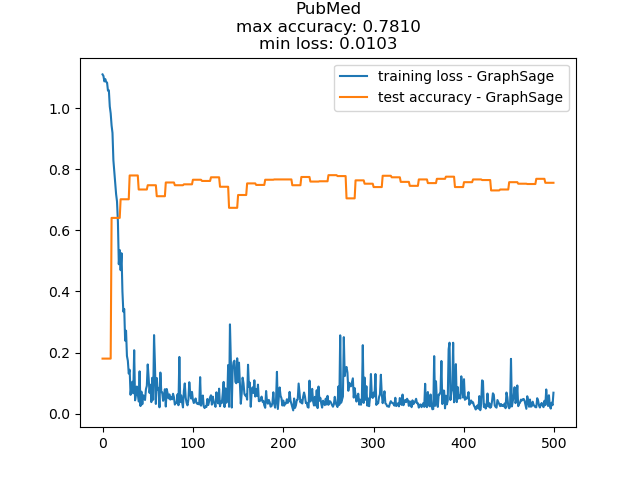 PubMed
max accuracy: 0.7810
min loss: 0.0103
training loss - GraphSage
test accuracy - GraphSage
1.0
0.8
0.6
0.4
0.2
0.0
0
100
200
300
400
500